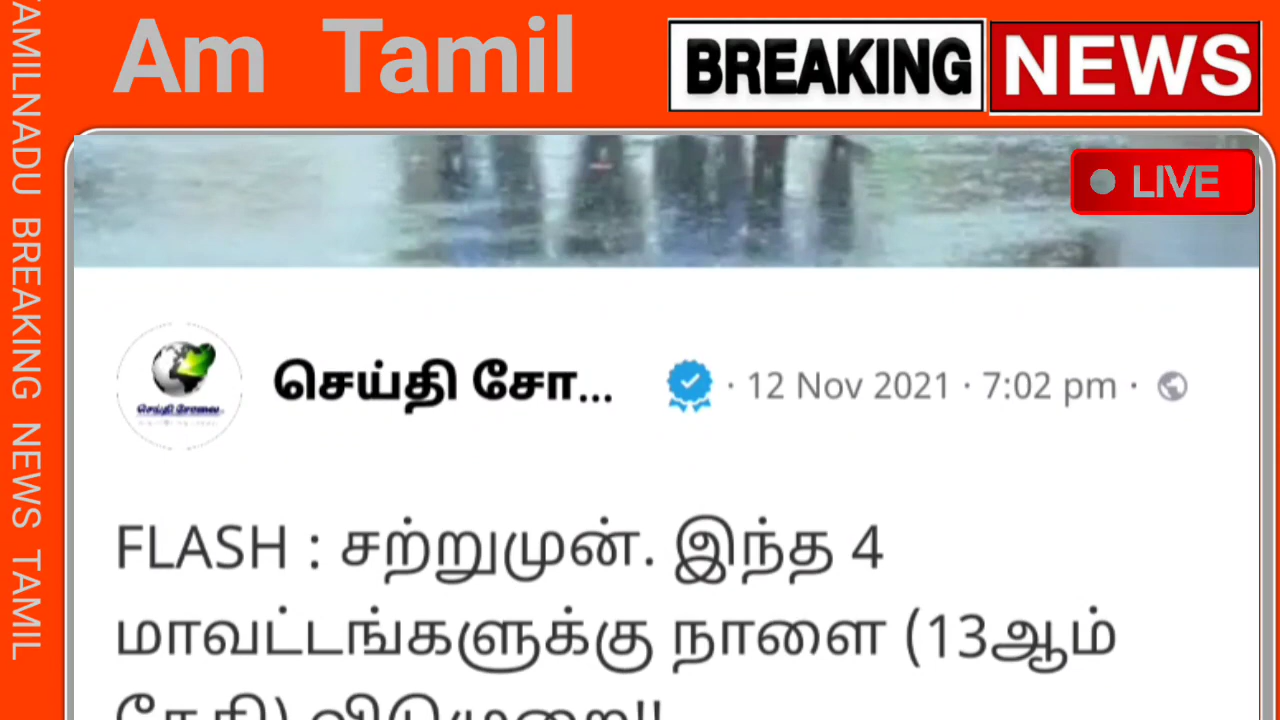 Am Tamil
BREAKING NEWS
LIVE
TAMILNADU BREAKING NEWS TAMIL
செய்தி சோலை
செய்தி சோ... · 12 Nov 2021 · 7:02 pm ·
FLASH : சற்றுமுன். இந்த 4
மாவட்டங்களுக்கு நாளை (13ஆம்
தேதி) விடுமுறை!!